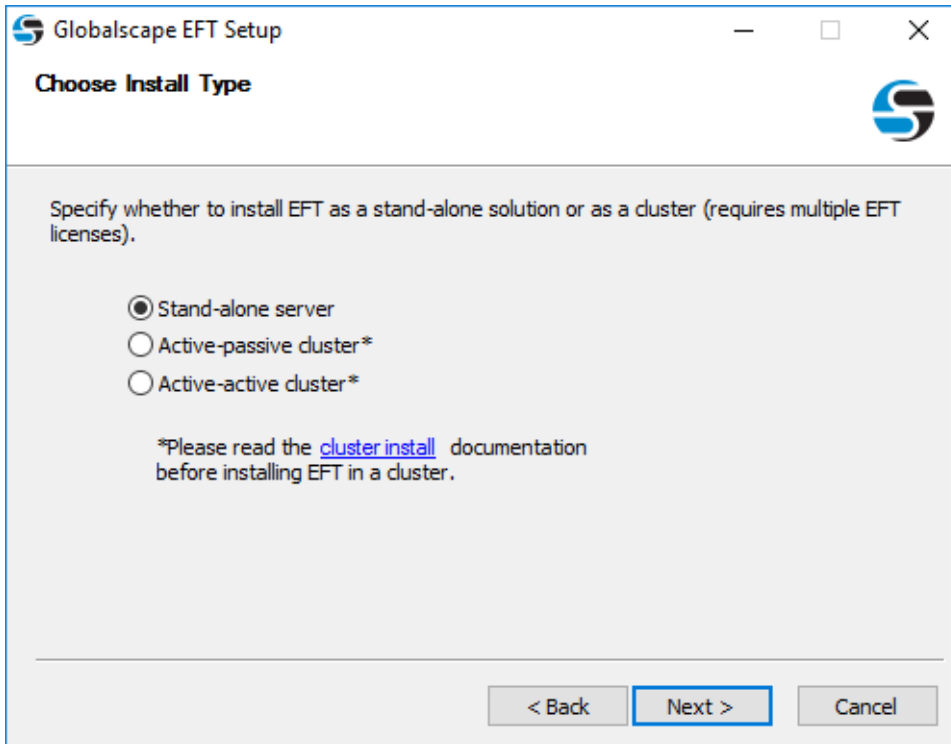 Globalscape EFT Setup
Choose Install Type
Specify whether to install EFT as a stand-alone solution or as a cluster (requires multiple EFT
licenses).
Stand-alone server
Active-passive cluster*
Active-active cluster*
*Please read the cluster install documentation
before installing EFT in a cluster.
< Back Next > Cancel